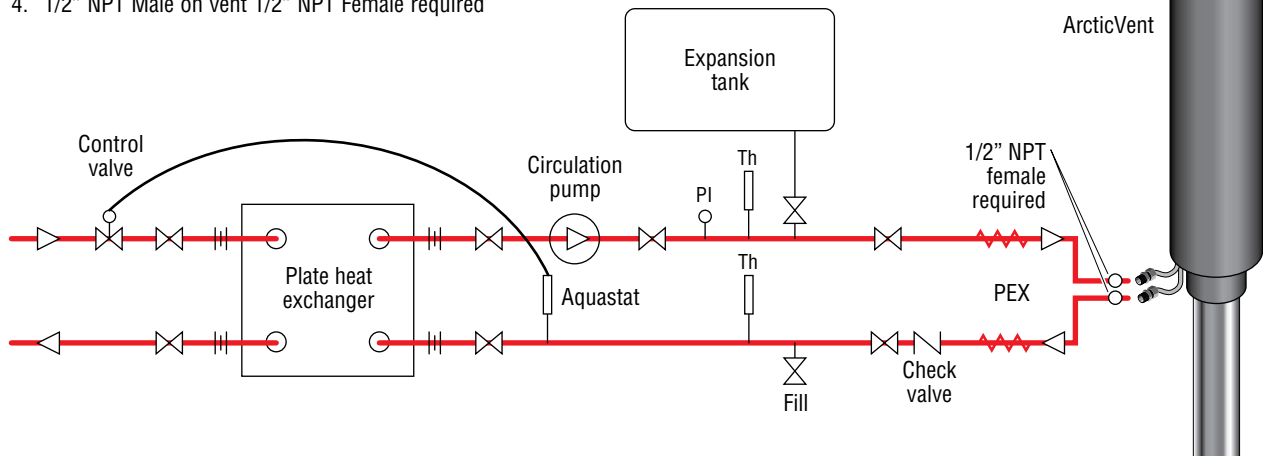 4. 1/2” NPT Male on vent 1/2” NPT Female required
ArcticVent
Expansion
tank
Control
valve
Circulation
pump
Th
PI
1/2” NPT
female
required
Plate heat
exchanger
Aquastat
Th
PEX
Check
valve
Fill